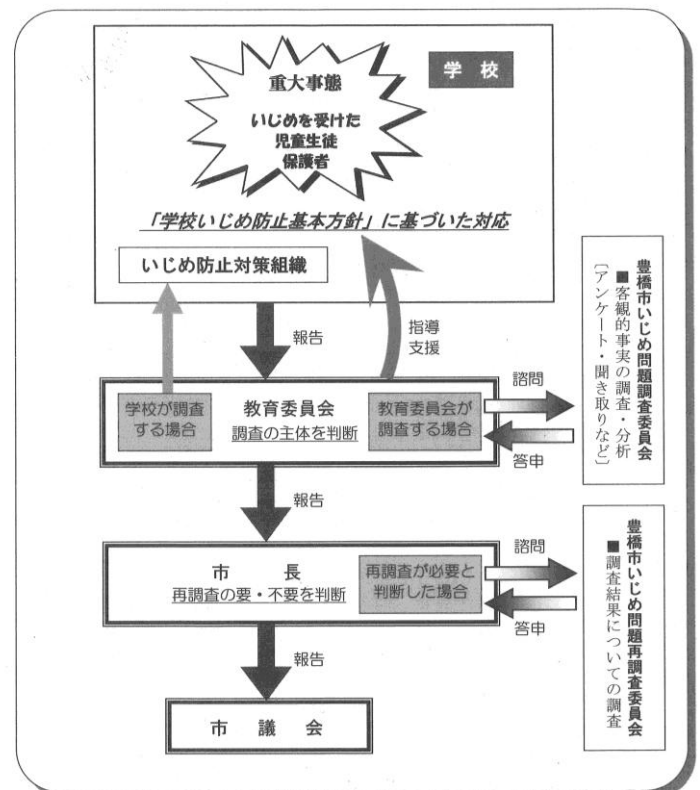 学校
重大事態
いじめを受けた
児童生徒
保護者
「学校いじめ防止基本方針」に基づいた対応
いじめ防止対策組織
報告
指導
支援
学校が調査
する場合
教育委員会
調査の主体を判断
教育委員会が
調査する場合
諮問
答申
豊橋市いじめ問題調査委員会
■客観的事実の調査・分析
〔アンケート・聞き取りなど〕
報告
市長
再調査の要・不要を判断
再調査が必要と
判断した場合
諮問
答申
豊橋市いじめ問題再調査委員会
■調査結果についての調査
報告
市議会